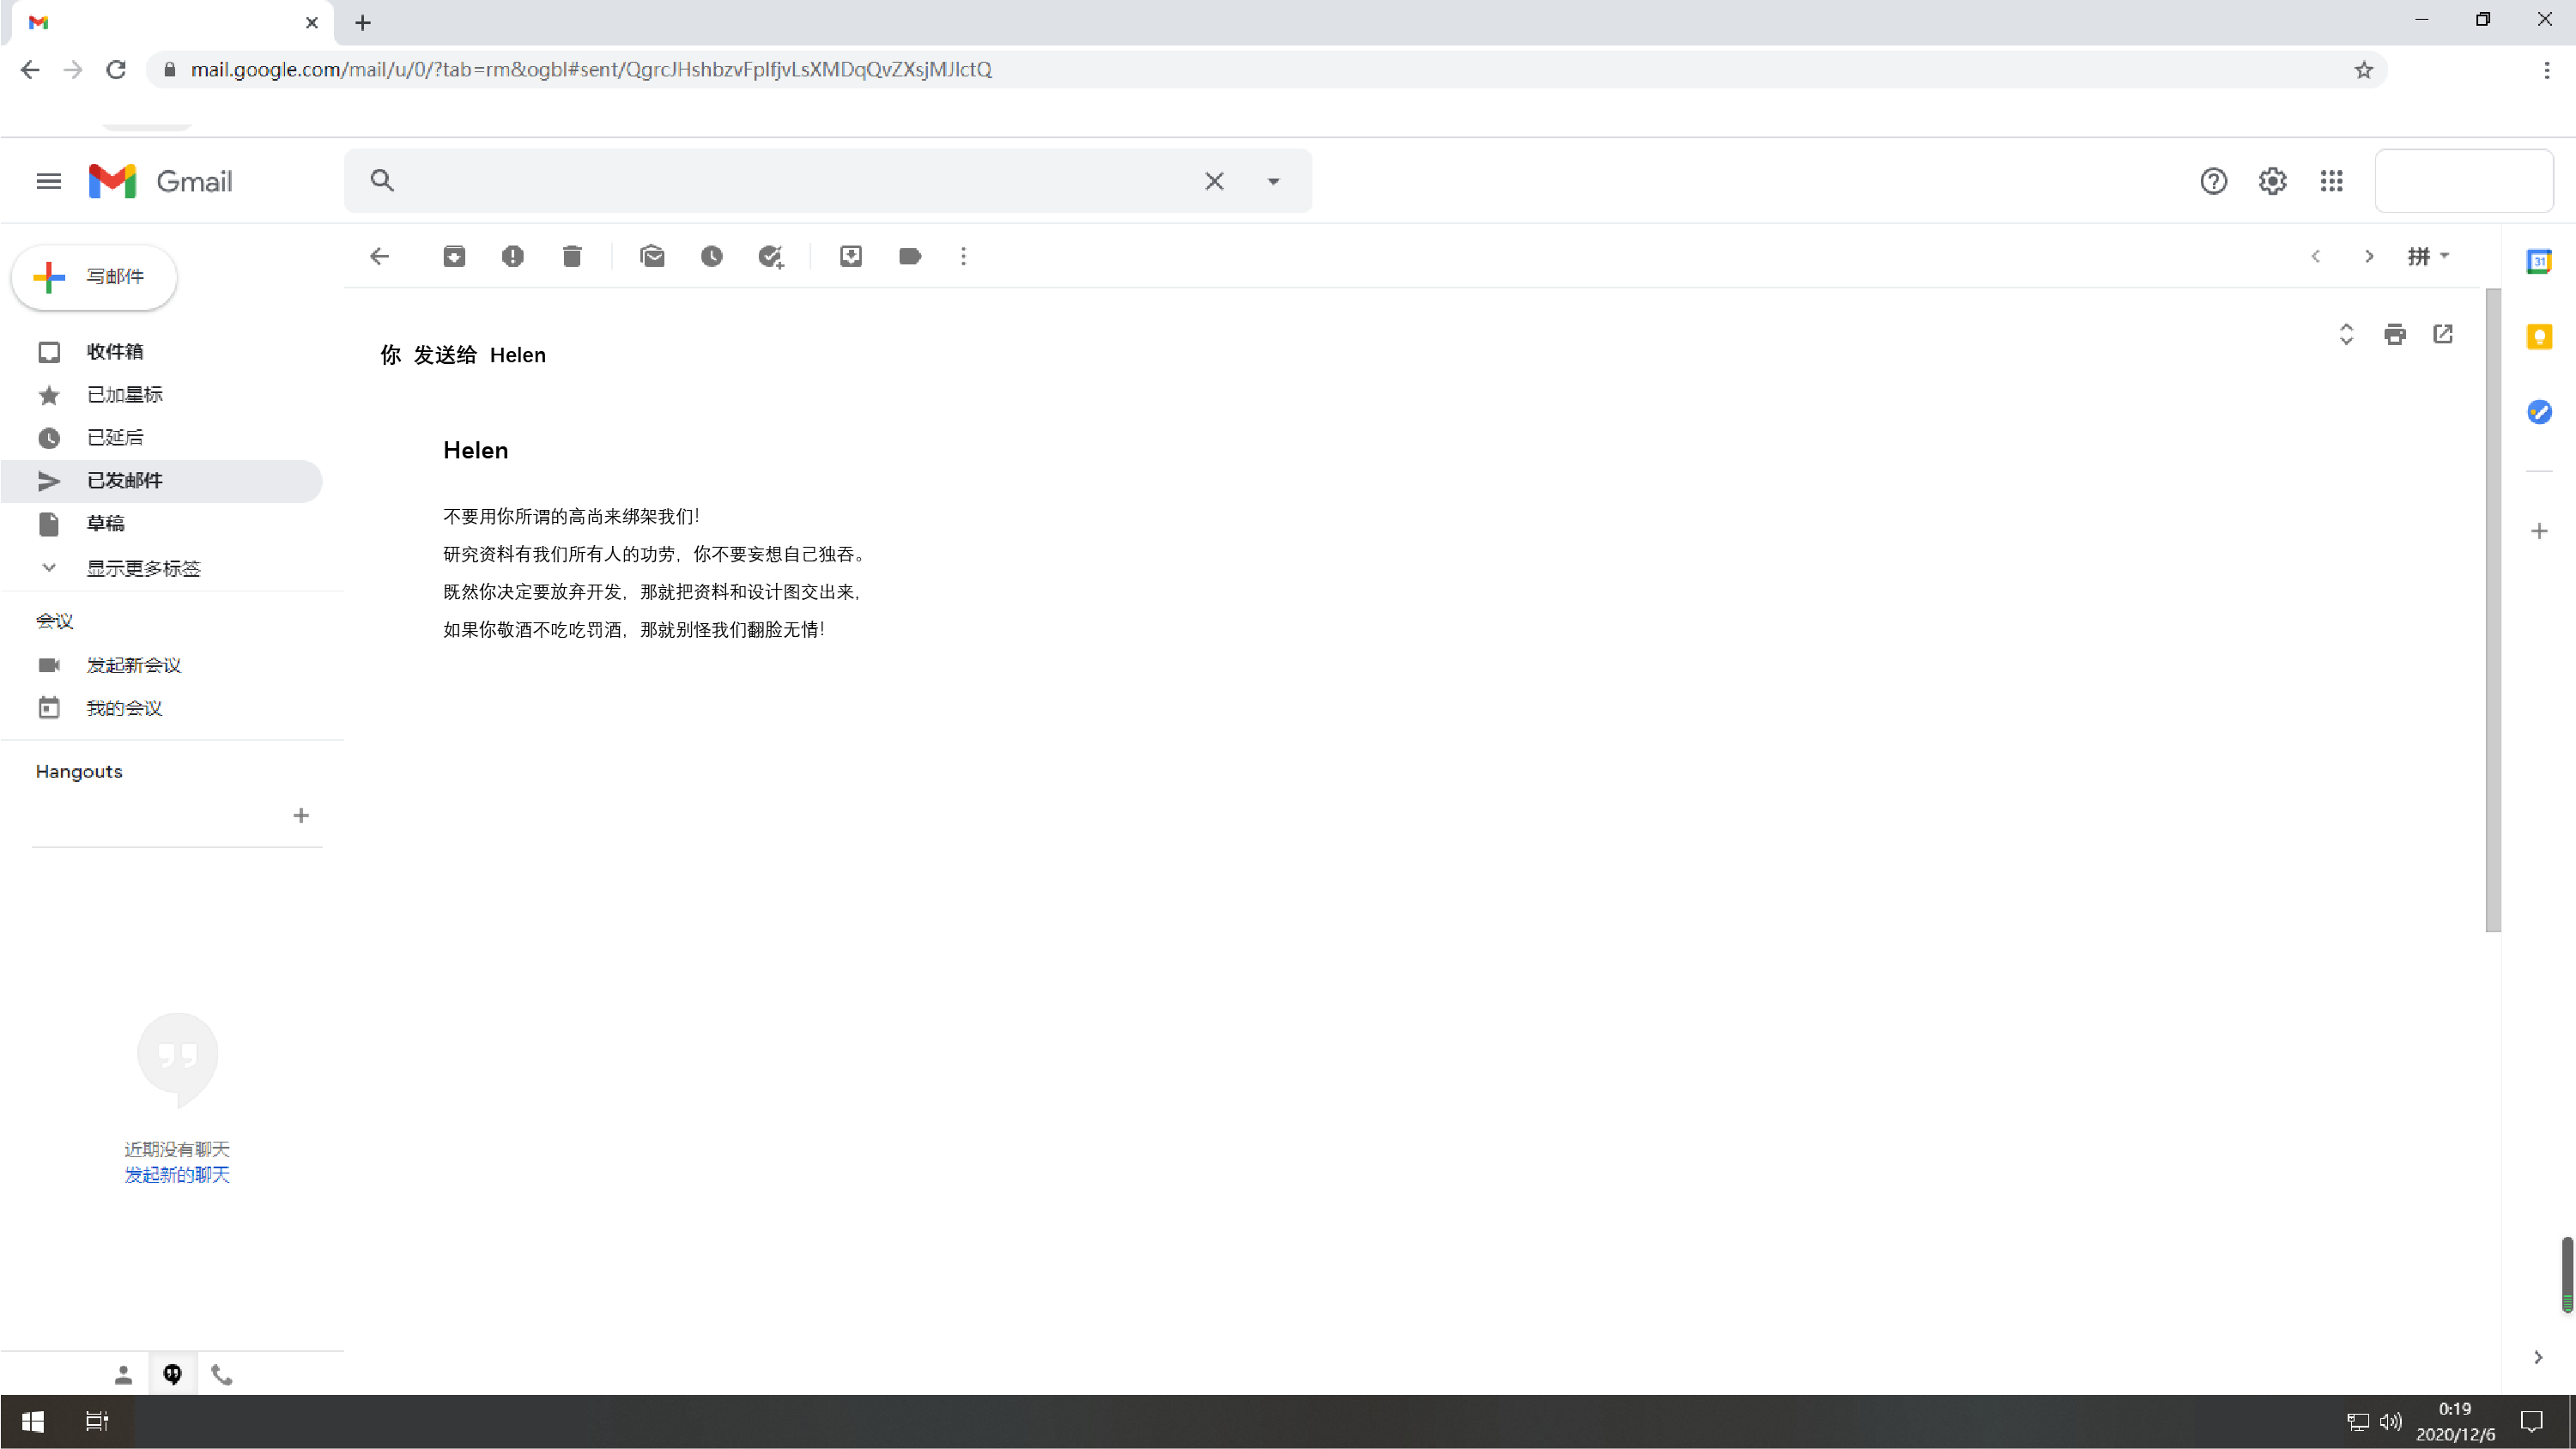 mail.google.com/mail/u/0/?tab=rm&ogbl#sent/QgrcJHshbzvFplfjvLsXMDqQvZXsjMJlctQ
Gmail
写邮件
拼
31
收件箱
已加星标
已延后
已发邮件
草稿
显示更多标签
会议
发起新会议
我的会议
Hangouts
近期没有聊天
发起新的聊天
你 发送给 Helen
Helen
不要用你所谓的高尚来绑架我们！
研究资料有我们所有人的功劳，你不要妄想自己独吞。
既然你决定要放弃开发，那就把资料和设计图交出来，
如果你敬酒不吃吃罚酒，那就别怪我们翻脸无情！
0:19
2020/12/6